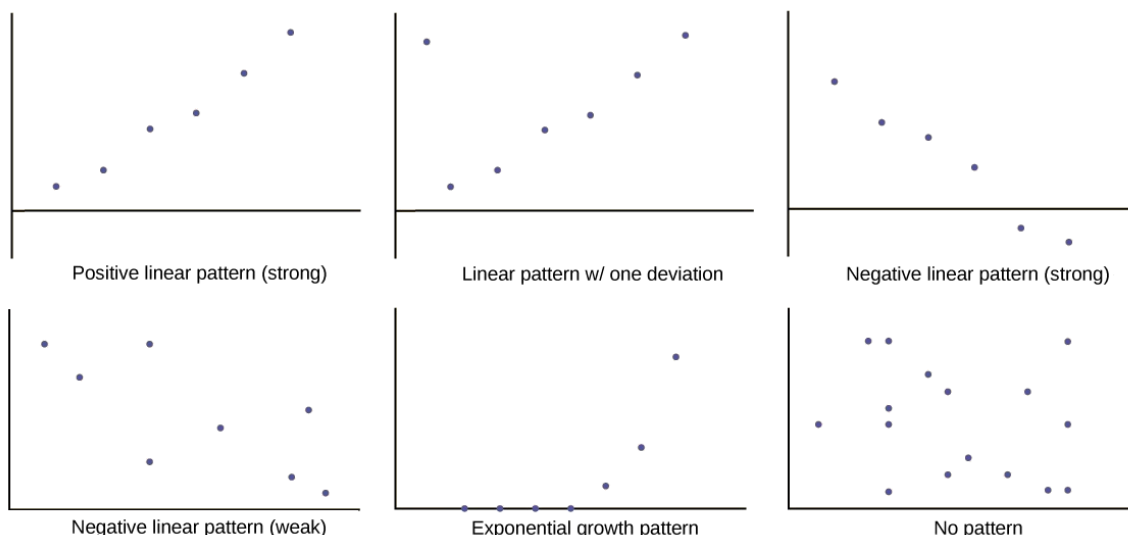 Positive linear pattern (strong)
Linear pattern w/ one deviation
Negative linear pattern (strong)
Negative linear pattern (weak)
Exponential growth pattern
No pattern